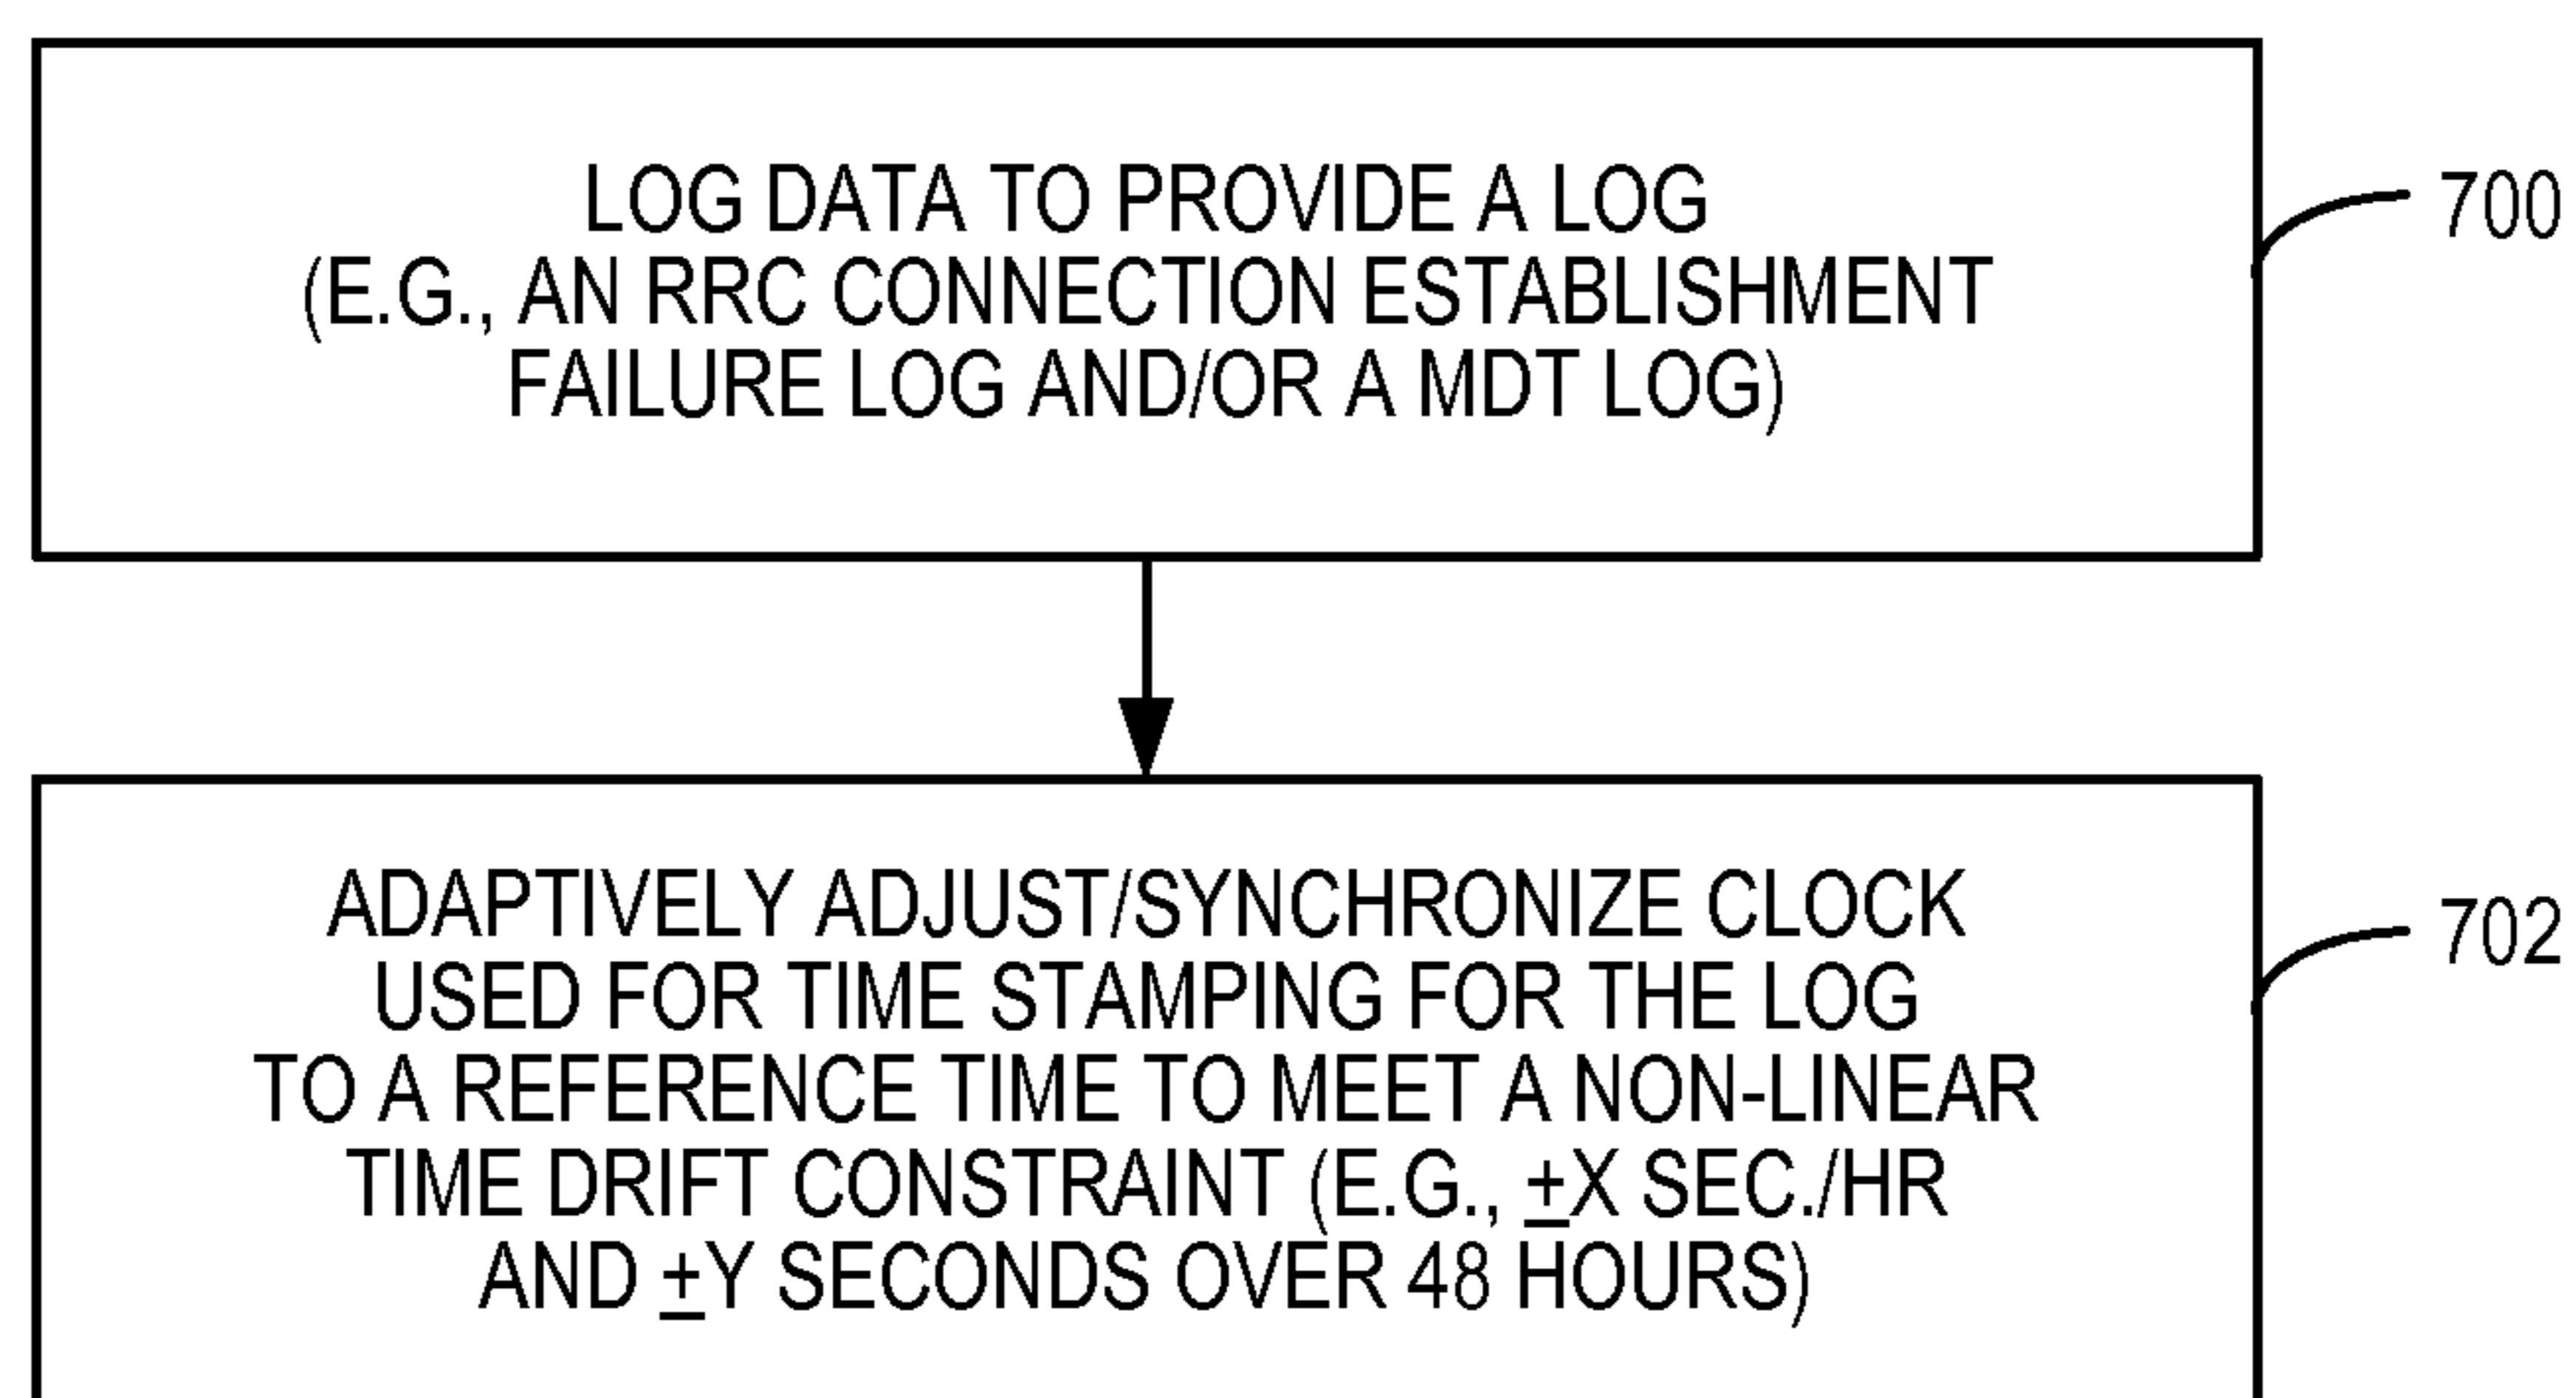 LOG DATA TO PROVIDE A LOG
(E.G., AN RRC CONNECTION ESTABLISHMENT
FAILURE LOG AND/OR A MDT LOG)
700
ADAPTIVELY ADJUST/SYNCHRONIZE CLOCK
USED FOR TIME STAMPING FOR THE LOG
TO A REFERENCE TIME TO MEET A NON-LINEAR
TIME DRIFT CONSTRAINT (E.G., ±X SEC./HR
AND ±Y SECONDS OVER 48 HOURS)
702